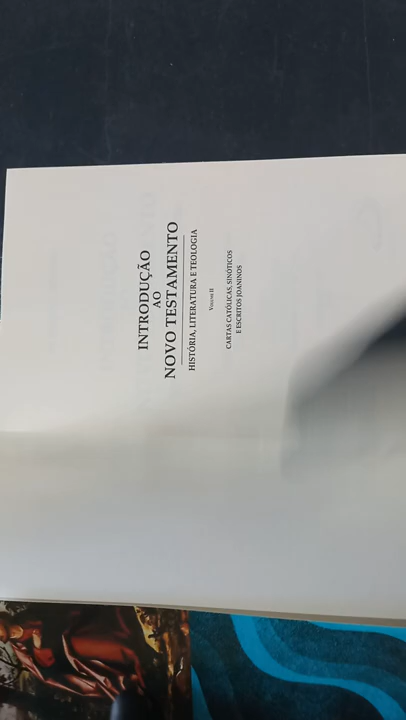 INTRODUÇÃO
AO
NOVO TESTAMENTO
HISTÓRIA, LITERATURA E TEOLOGIA
Volume II
CARTAS CATÓLICAS, SINÓTICOS
E ESCRITOS JOANINOS